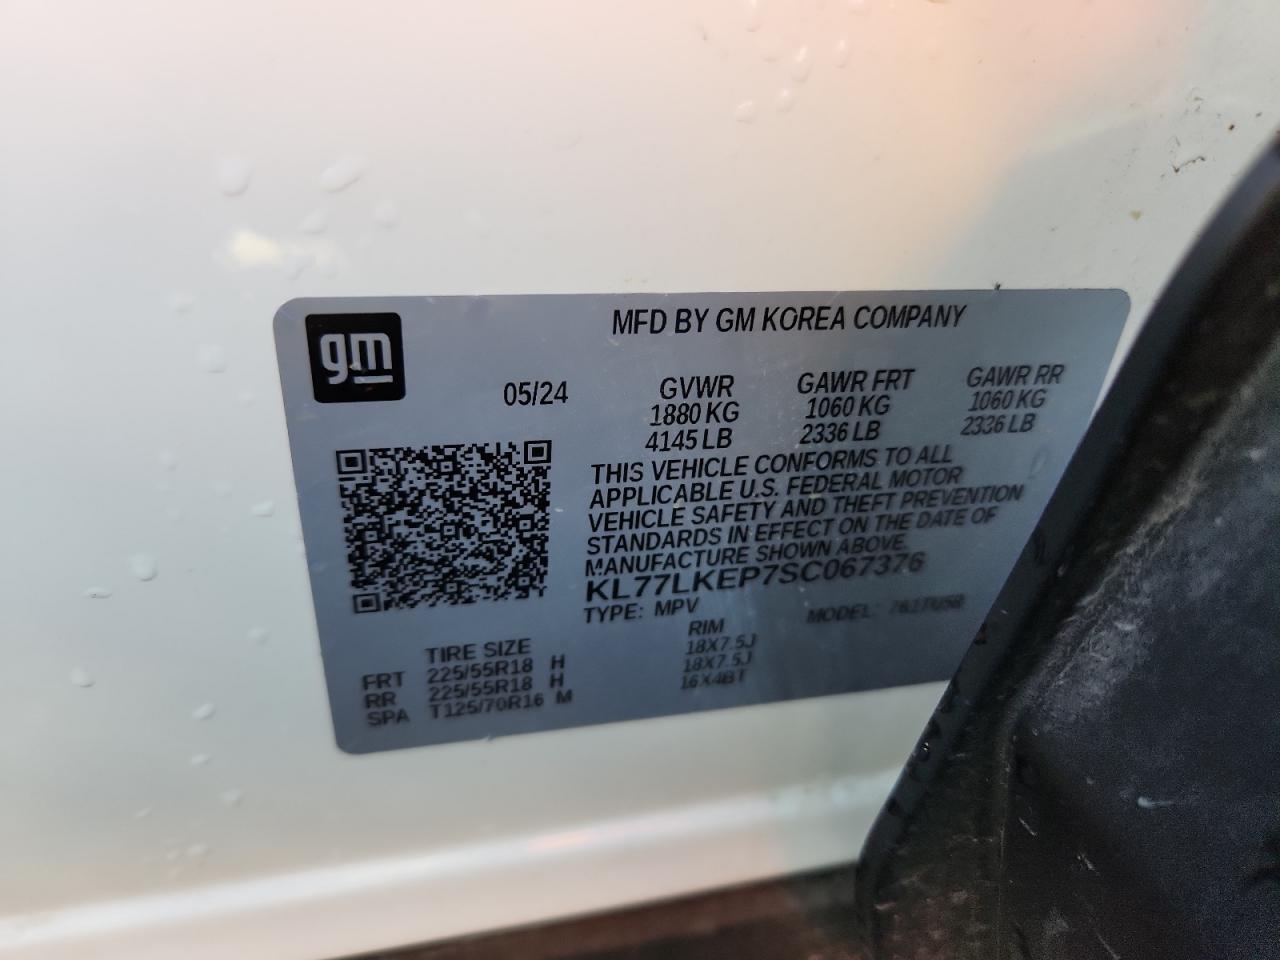 gm
MFD BY GM KOREA COMPANY
05/24
GVWR GAWR FRT GAWR RR
1880 KG 1060 KG 1060 KG
4145 LB 2336 LB 2336 LB
THIS VEHICLE CONFORMS TO ALL
APPLICABLE U.S. FEDERAL MOTOR
VEHICLE SAFETY AND THEFT PREVENTION
STANDARDS IN EFFECT ON THE DATE OF
MANUFACTURE SHOWN ABOVE.
KL77LKEP7SC067376
TYPE: MPV MODEL:
TIRE SIZE RIM
FRT 225/55R18 H 18X7.5J
RR 225/55R18 H 18X7.5J
SPA T125/70R16 M 16X4BT